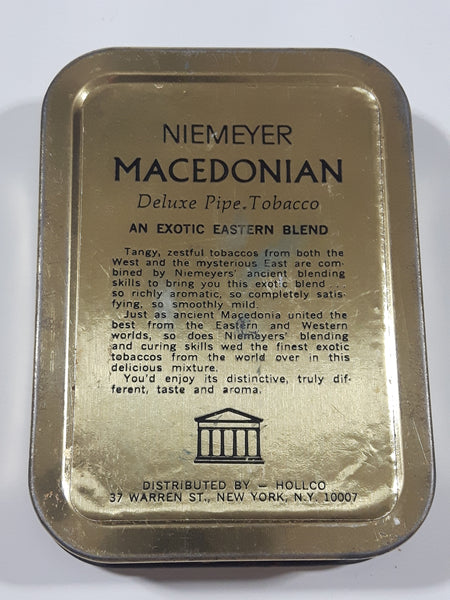 NIEMEYER
MACEDONIAN
Deluxe Pipe Tobacco
AN EXOTIC EASTERN BLEND
Tangy, zestful tobaccos from both the
West and the mysterious East are com-
bined by Niemeyers' ancient blending
skills to bring you this exotic blend ...
so richly aromatic, so completely satis-
fying, so smoothly mild.
Just as ancient Macedonia united the
best from the Eastern and Western
worlds, so does Niemeyers' blending
and curing skills wed the finest exotic
tobaccos from the world over in this
delicious mixture.
You'd enjoy its distinctive, truly dif-
ferent, taste and aroma.
DISTRIBUTED BY — HOLLCO
37 WARREN ST., NEW YORK, N.Y. 10007